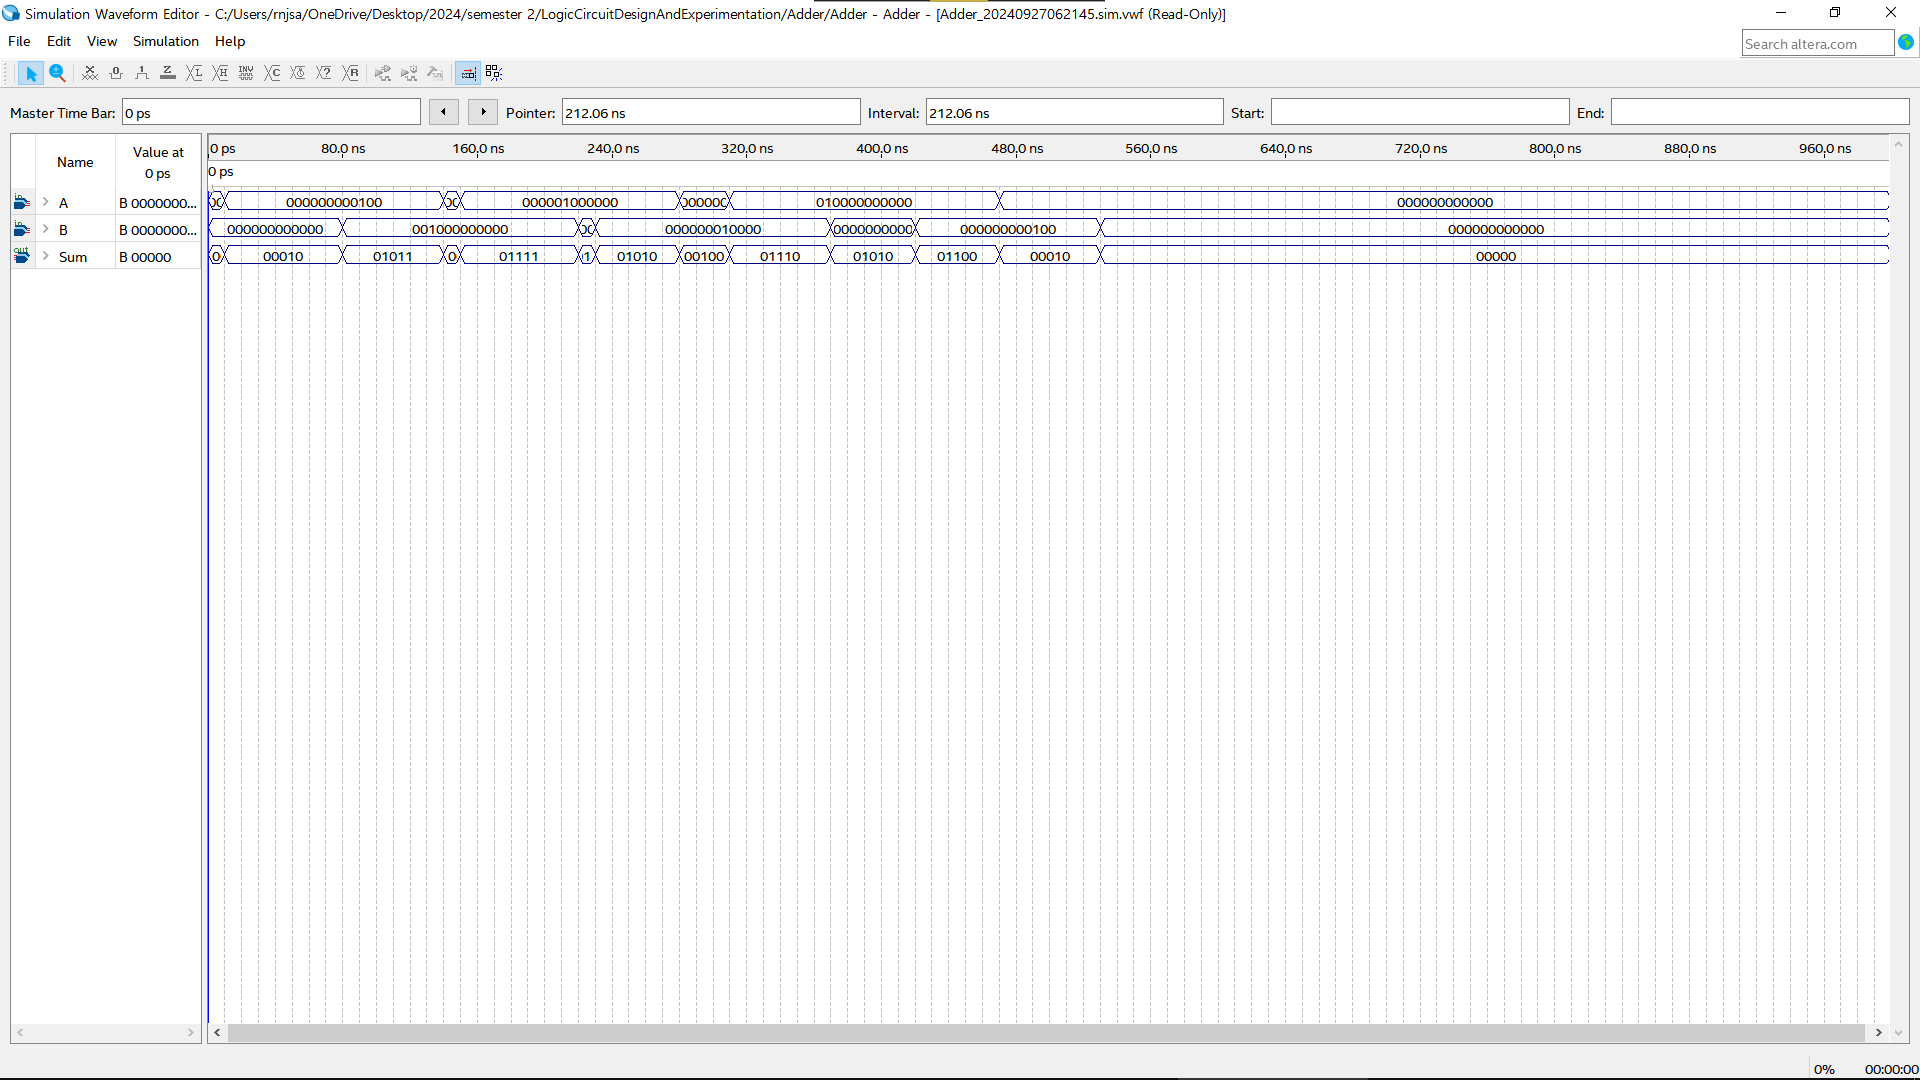 Simulation Waveform Editor - C:/Users/rnjsa/OneDrive/Desktop/2024/semester 2/LogicCircuitDesignAndExperimentation/Adder/Adder - Adder - [Adder_20240927062145.sim.vwf (Read-Only)]
File Edit View Simulation Help
Search altera.com
Master Time Bar: 0 ps Pointer: 212.06 ns Interval: 212.06 ns Start: End:
Name Value at 0 ps
0 ps 80.0 ns 160.0 ns 240.0 ns 320.0 ns 400.0 ns 480.0 ns 560.0 ns 640.0 ns 720.0 ns 800.0 ns 880.0 ns 960.0 ns
0 ps
A B 0000000... 000000000100 000001000000 010000000000 000000000000
B B 0000000... 000000000000 001000000000 000000010000 0000000000 000000000100 000000000000
Sum B 00000 0 00010 01011 0 01111 1 01010 00100 01110 01010 01100 00010 00000
0% 00:00:00